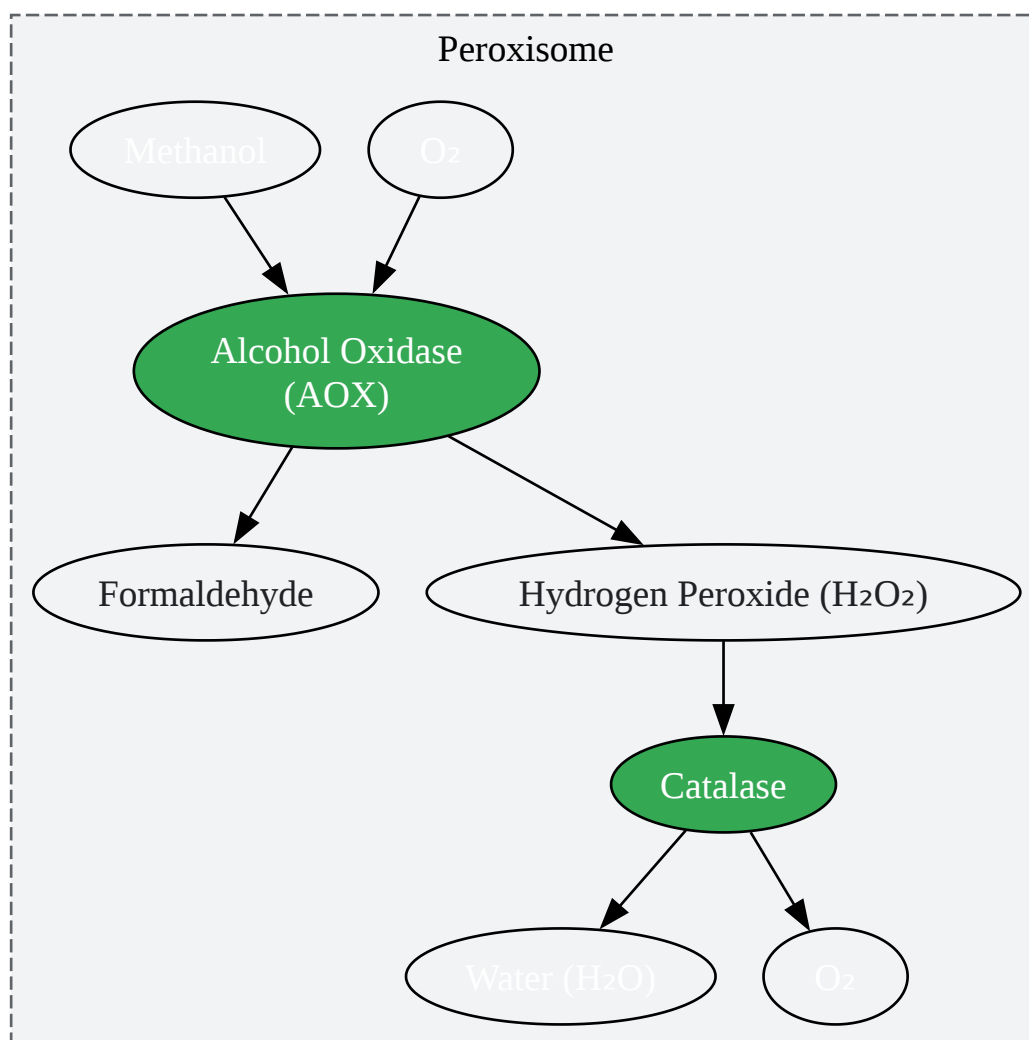 Peroxisome
Methanol
O₂
Alcohol Oxidase
(AOX)
Formaldehyde
Hydrogen Peroxide (H₂O₂)
Catalase
Water (H₂O)
O₂